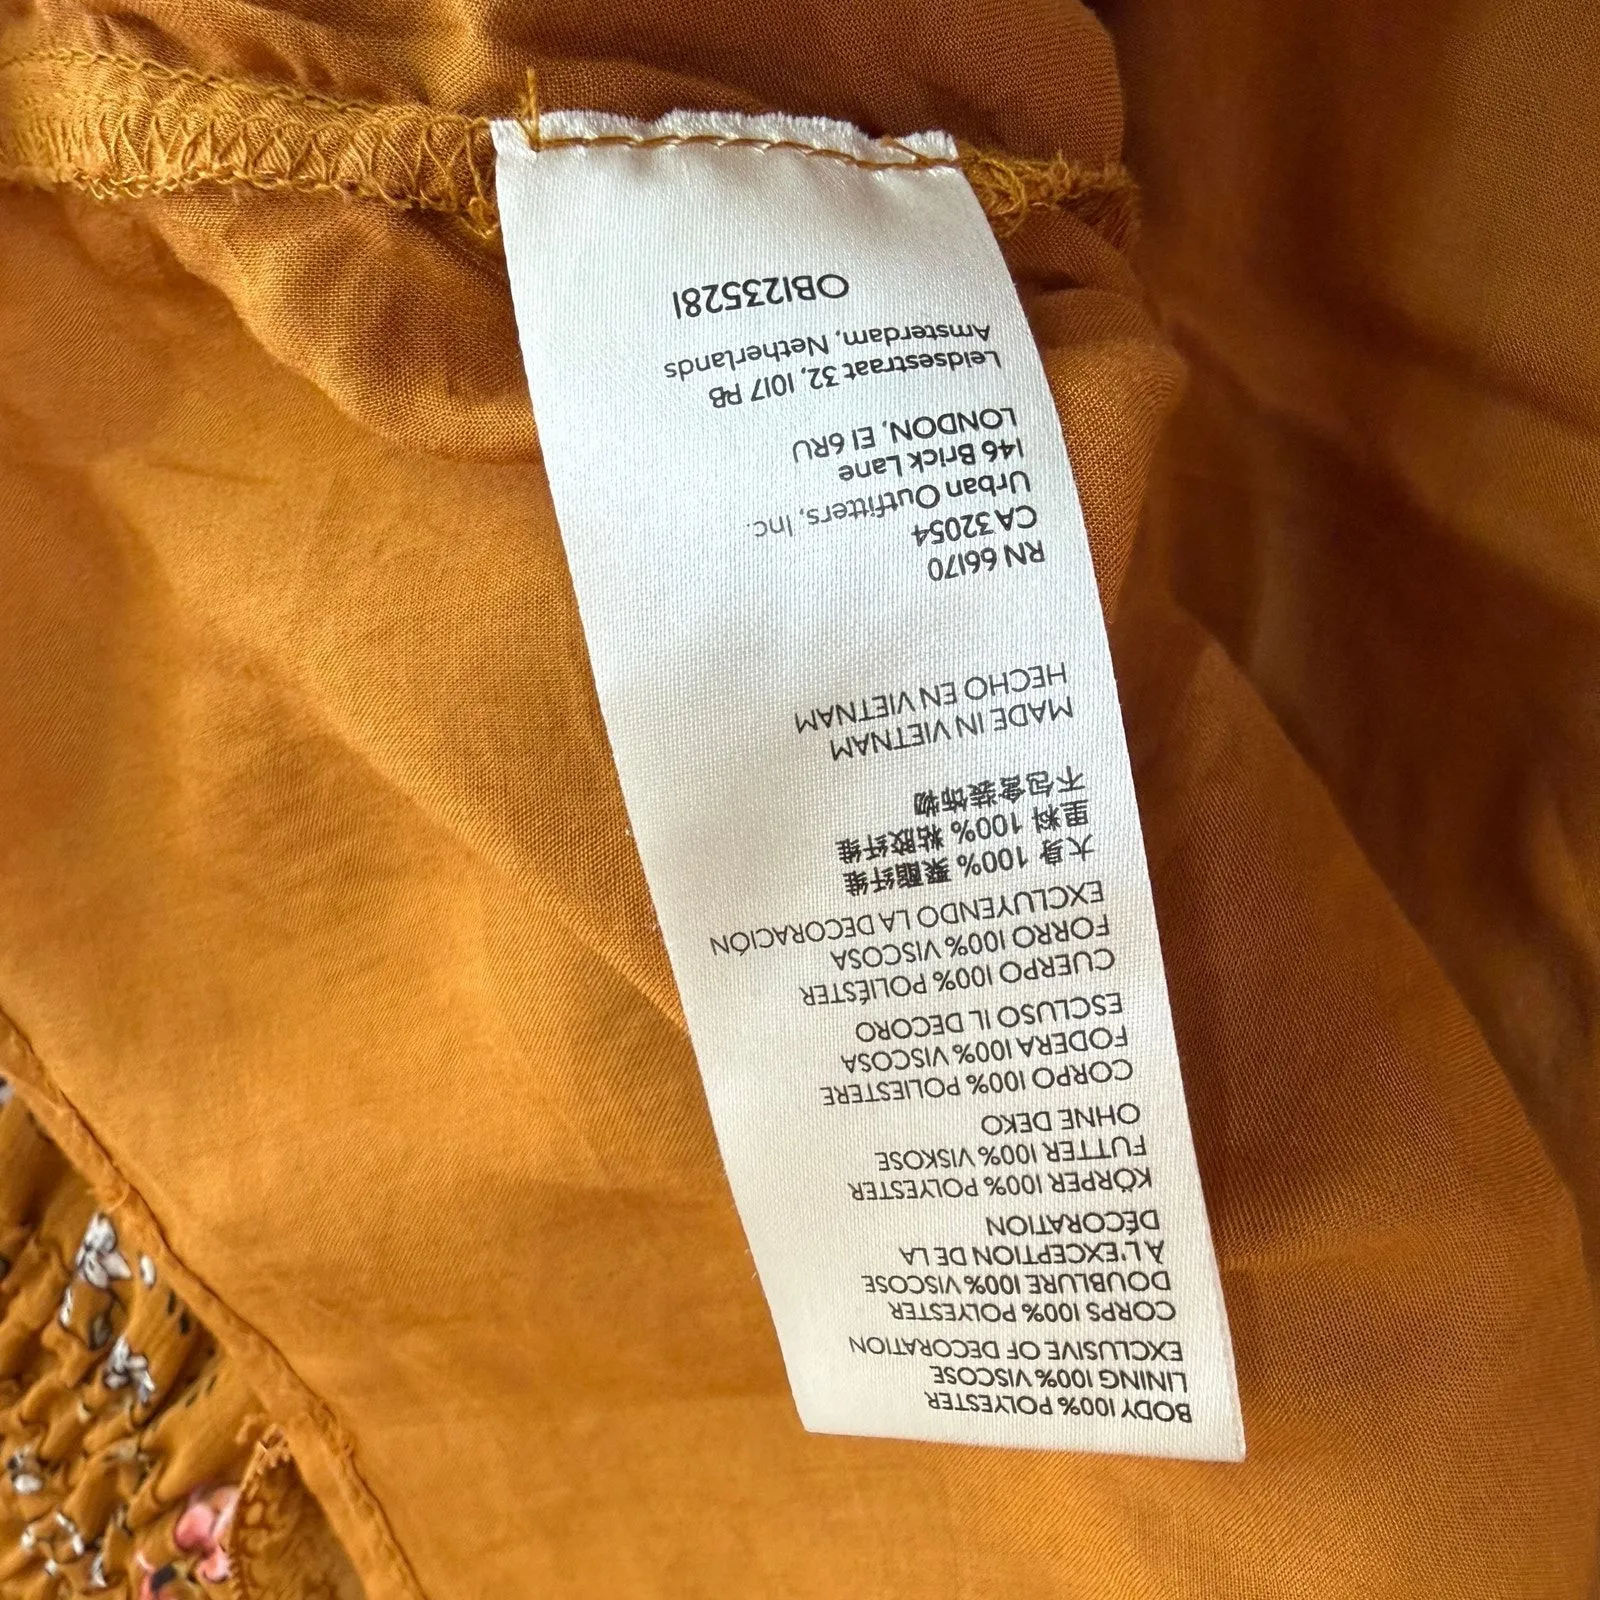 BODY 100% POLYESTER
LINING 100% VISCOSE
EXCLUSIVE OF DECORATION
CORPS 100% POLYESTER
DOUBLURE 100% VISCOSE
À L'EXCEPTION DE LA
DÉCORATION
KÖRPER 100% POLYESTER
FUTTER 100% VISKOSE
OHNE DEKO
CORPO 100% POLIESTERE
FODERA 100% VISCOSA
ESCLUSO IL DECORO
CUERPO 100% POLIÉSTER
FORRO 100% VISCOSA
EXCLUYENDO LA DECORACIÓN
大身 100% 聚酯纤维
里料 100% 粘胶纤维
不包含装饰物
MADE IN VIETNAM
HECHO EN VIETNAM
RN 66170
CA 32054
Urban Outfitters, Inc.
146 Brick Lane
LONDON, E1 6RU
Leidsestraat 32, 1017 PB
Amsterdam, Netherlands
OB1235281